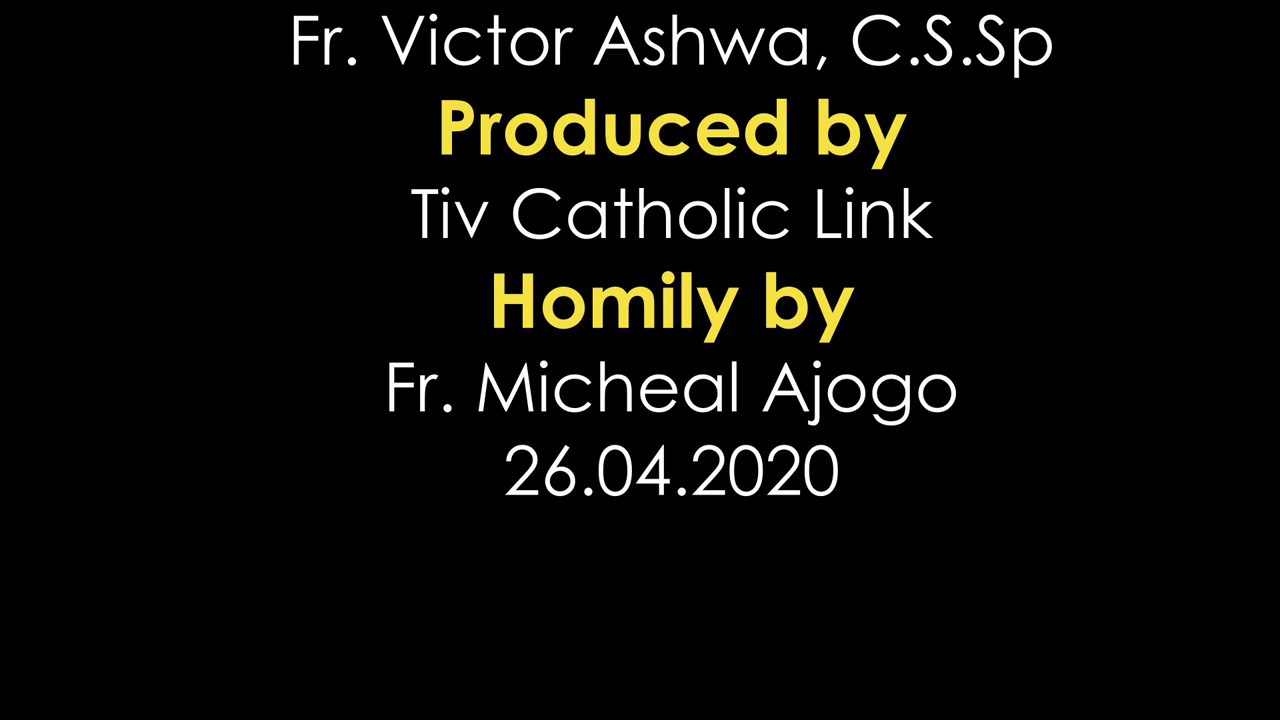 Fr. Victor Ashwa, C.S.Sp
Produced by
Tiv Catholic Link
Homily by
Fr. Micheal Ajogo
26.04.2020